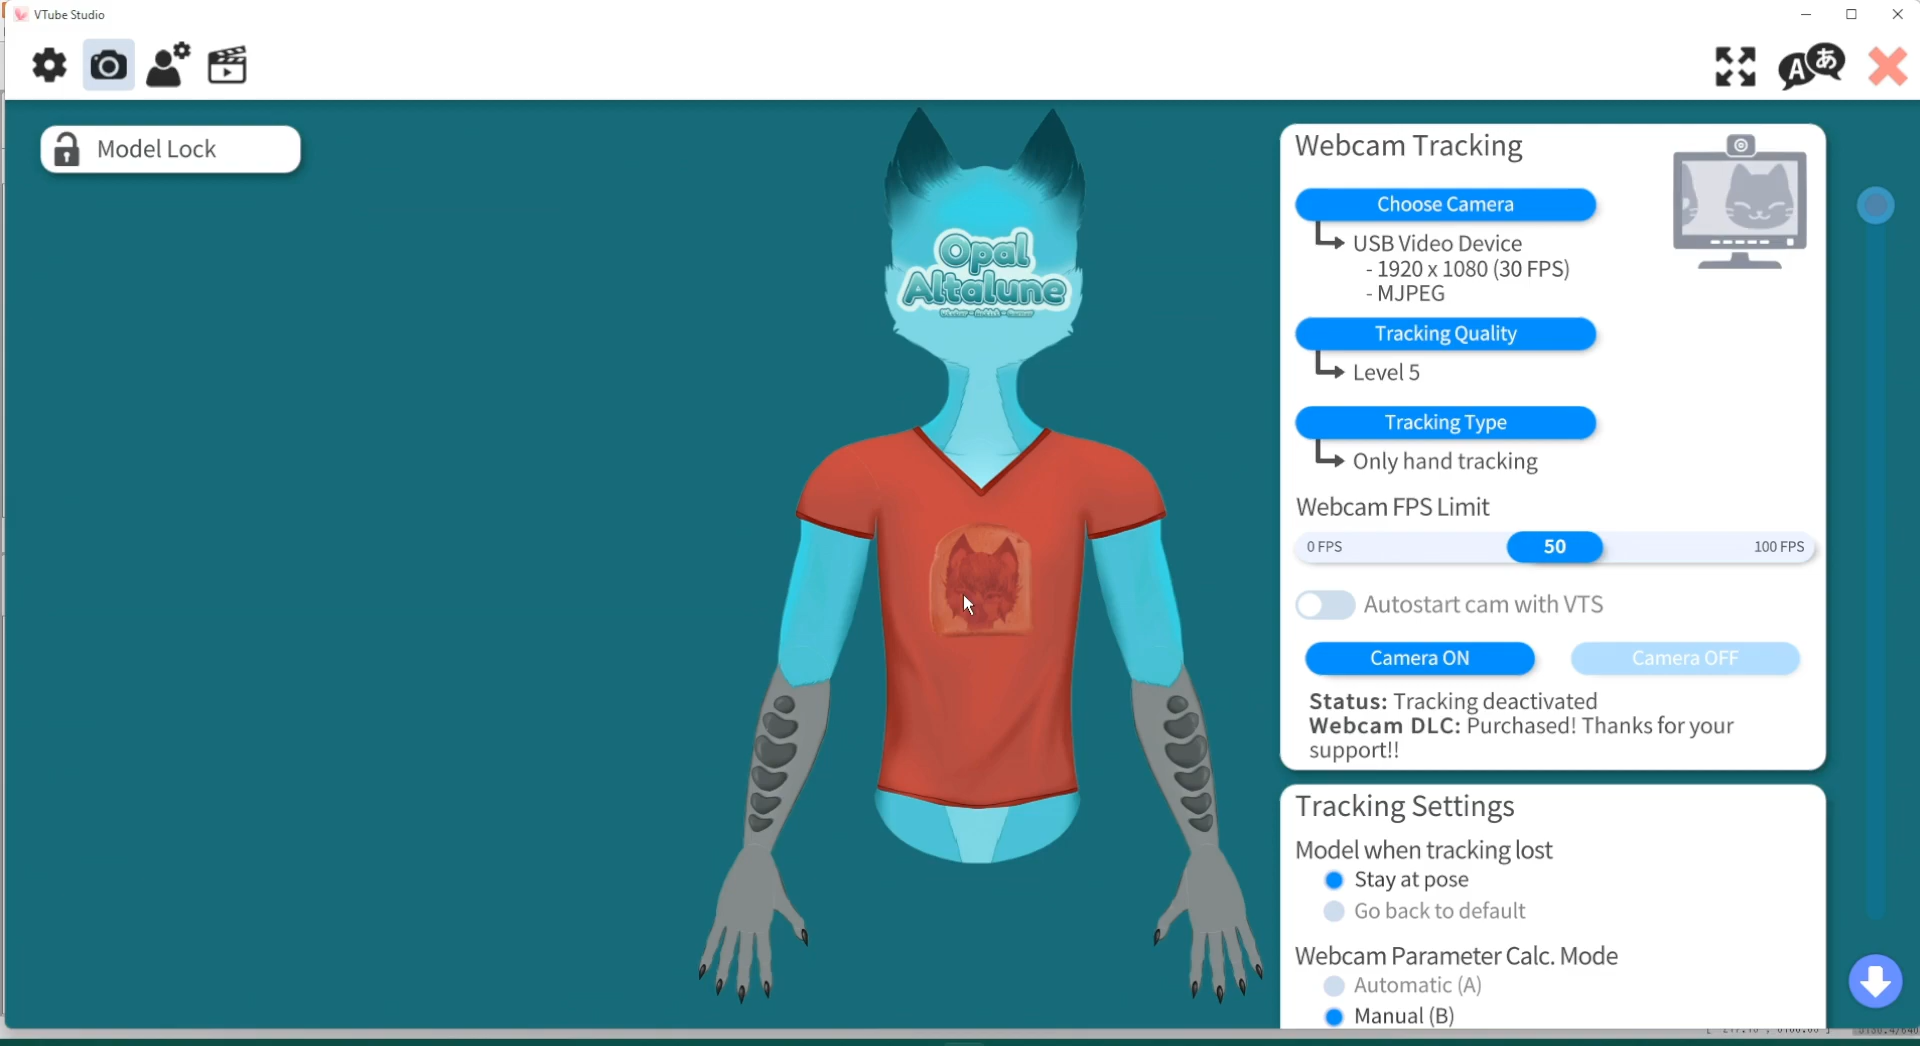 VTube Studio
A あ
Model Lock
Opal
Altalune
Webcam Tracking
Choose Camera
USB Video Device
- 1920 x 1080 (30 FPS)
- MJPEG
Tracking Quality
Level 5
Tracking Type
Only hand tracking
Webcam FPS Limit
0 FPS 50 100 FPS
Autostart cam with VTS
Camera ON Camera OFF
Status: Tracking deactivated
Webcam DLC: Purchased! Thanks for your
support!!
Tracking Settings
Model when tracking lost
Stay at pose
Go back to default
Webcam Parameter Calc. Mode
Automatic (A)
Manual (B)